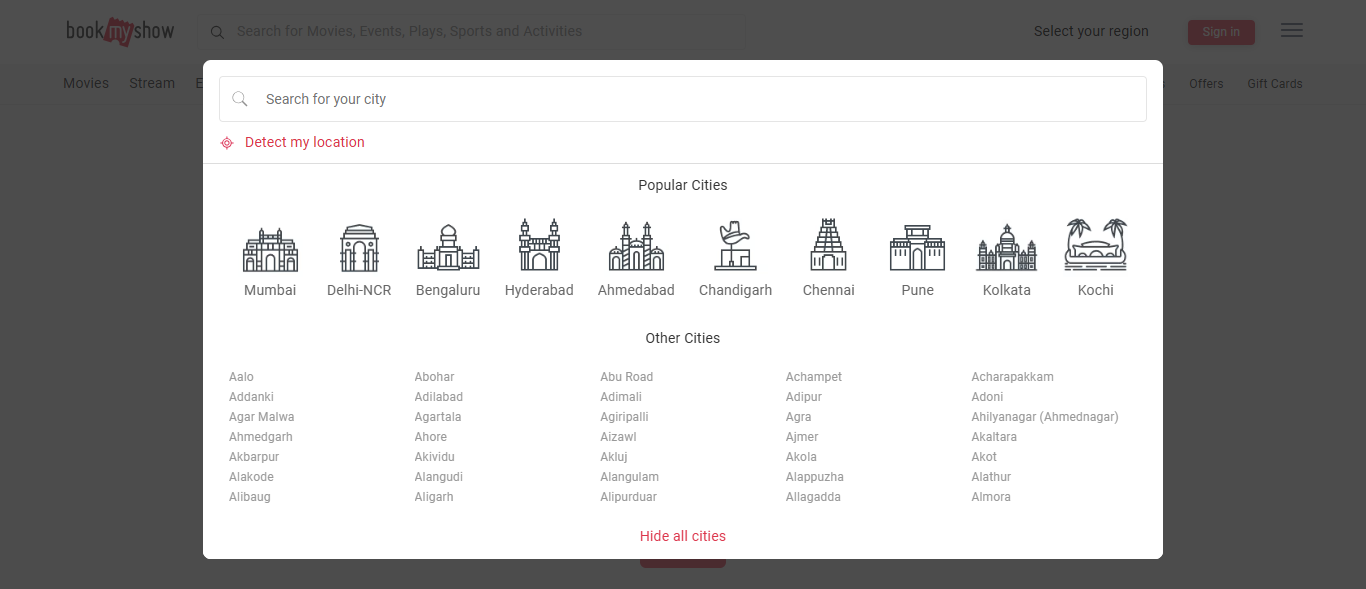 book my show
Search for Movies, Events, Plays, Sports and Activities
Select your region
Sign in
Movies Stream
Offers Gift Cards
Search for your city
Detect my location
Popular Cities
Mumbai Delhi-NCR Bengaluru Hyderabad Ahmedabad Chandigarh Chennai Pune Kolkata Kochi
Other Cities
Aalo Abohar Abu Road Achampet Acharapakkam
Addanki Adilabad Adimali Adipur Adoni
Agar Malwa Agartala Agiripalli Agra Ahilyanagar (Ahmednagar)
Ahmedgarh Ahore Aizawl Ajmer Akaltara
Akbarpur Akividu Akluj Akola Akot
Alakode Alangudi Alangulam Alappuzha Alathur
Alibaug Aligarh Alipurduar Allagadda Almora
Hide all cities